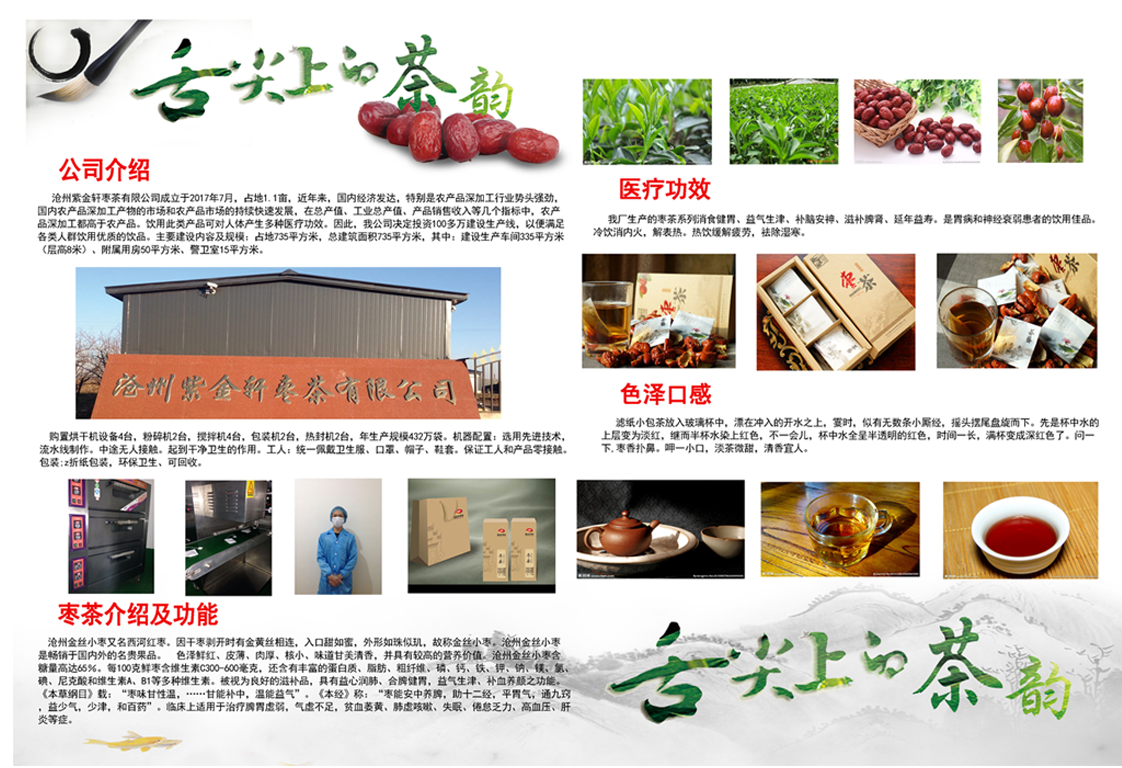 舌尖上的茶韵
公司介绍
沧州紫金轩枣茶有限公司成立于2017年7月，占地1.1亩，近年来，国内经济发达，特别是农产品深加工行业势头强劲，
国内农产品深加工产物的市场和农产品市场的持续快速发展，在总产值、工业总产值、产品销售收入等几个指标中，农产
品深加工都高于农产品。饮用此类产品可对人体产生多种医疗功效。因此，我公司决定投资100多万建设生产线，以便满足
各类人群饮用优质的饮品。主要建设内容及规模：占地735平方米，总建筑面积735平方米，其中：建设生产车间335平方米
（层高8米）、附属用房50平方米、警卫室15平方米。
沧州紫金轩枣茶有限公司
购置烘干机设备4台，粉碎机2台，搅拌机4台，包装机2台，热封机2台，年生产规模432万袋。机器配置：选用先进技术，
流水线制作。中途无人接触。起到干净卫生的作用。工人：统一佩戴卫生服、口罩、帽子、鞋套。保证工人和产品零接触。
包装:z折纸包装，环保卫生、可回收。
枣茶介绍及功能
沧州金丝小枣又名西河红枣。因干枣剥开时有金黄丝相连，入口甜如蜜，外形如珠似玑，故称金丝小枣。沧州金丝小枣
是畅销于国内外的名贵果品。 色泽鲜红、皮薄、肉厚、核小、味道甘美清香，并具有较高的营养价值。沧州金丝小枣含
糖量高达65%。每100克鲜枣含维生素C300-600毫克，还含有丰富的蛋白质、脂肪、粗纤维、磷、钙、铁、钾、钠、镁、氯、
碘、尼克酸和维生素A、B1等多种维生素。被视为良好的滋补品，具有益心润肺、合脾健胃，益气生津、补血养颜之功能。
《本草纲目》载：“枣味甘性温，……甘能补中，温能益气”。《本经》称：“枣能安中养脾，助十二经，平胃气，通九窍
，益少气，少津，和百药”。临床上适用于治疗脾胃虚弱，气虚不足，贫血萎黄、肺虚咳嗽、失眠、倦怠乏力、高血压、肝
炎等症。
医疗功效
我厂生产的枣茶系列消食健胃、益气生津、补脑安神、滋补脾肾、延年益寿。是胃病和神经衰弱患者的饮用佳品。
冷饮消内火，解表热。热饮缓解疲劳，祛除湿寒。
枣茶
色泽口感
滤纸小包茶放入玻璃杯中，漂在冲入的开水之上，霎时，似有无数条小厮经，摇头摆尾盘旋而下。先是杯中水的
上层变为淡红，继而半杯水染上红色，不一会儿，杯中水全呈半透明的红色，时间一长，满杯变成深红色了。问一
下.枣香扑鼻。呷一小口，淡茶微甜，清香宜人。
舌尖上的茶韵